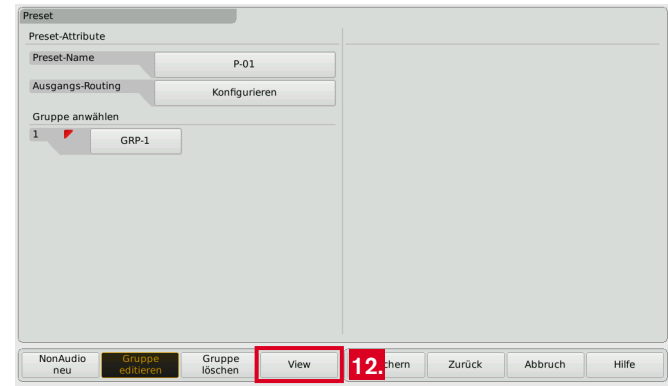 Preset
Preset-Attribute
Preset-Name
P-01
Ausgangs-Routing
Konfigurieren
Gruppe anwählen
1
GRP-1
NonAudio
neu
Gruppe
editieren
Gruppe
löschen
View
12.
chern
Zurück
Abbruch
Hilfe